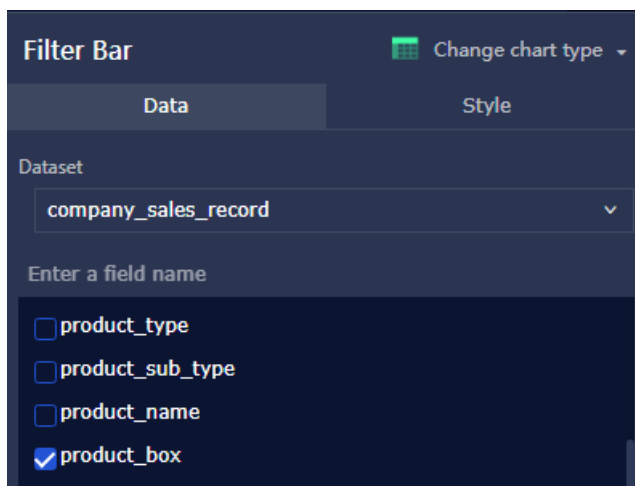 Filter Bar
Change chart type
Data
Style
Dataset
company_sales_record
Enter a field name
product_type
product_sub_type
product_name
product_box